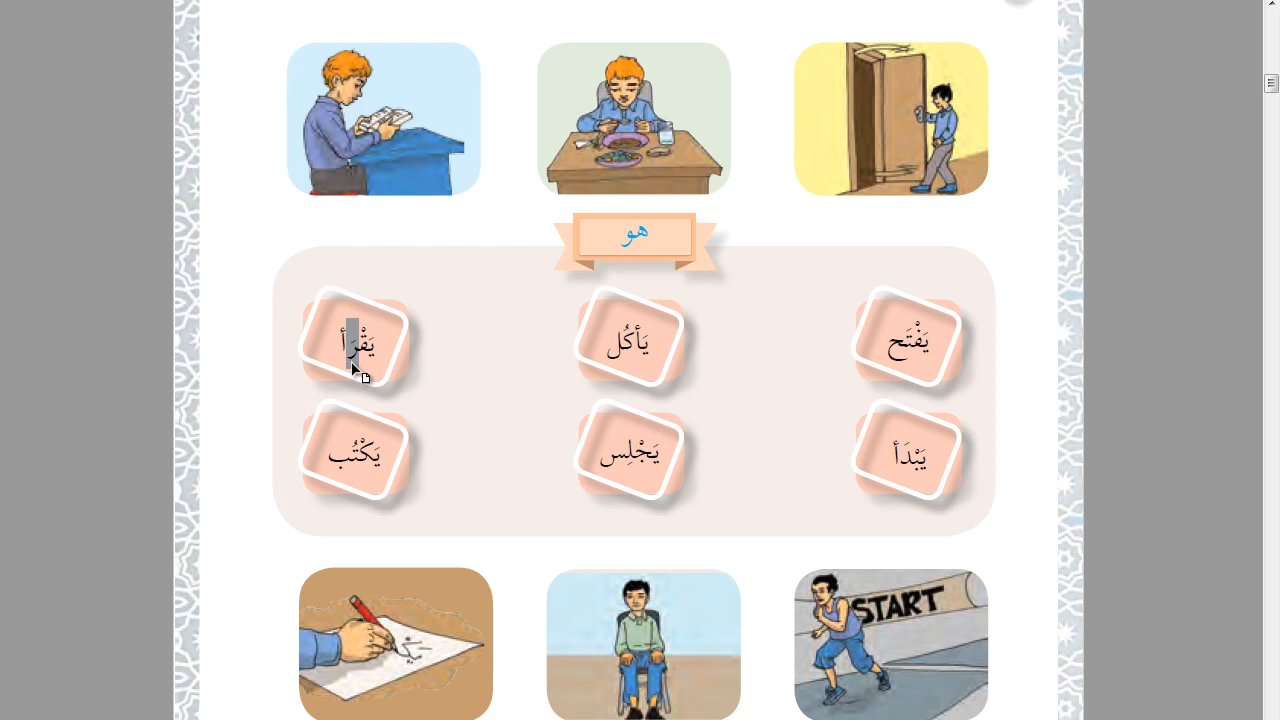 هو
يَفْتَح
يَأكُل
يَقْرَأ
يَبْدَأ
يَجْلِس
يَكْتُب
START